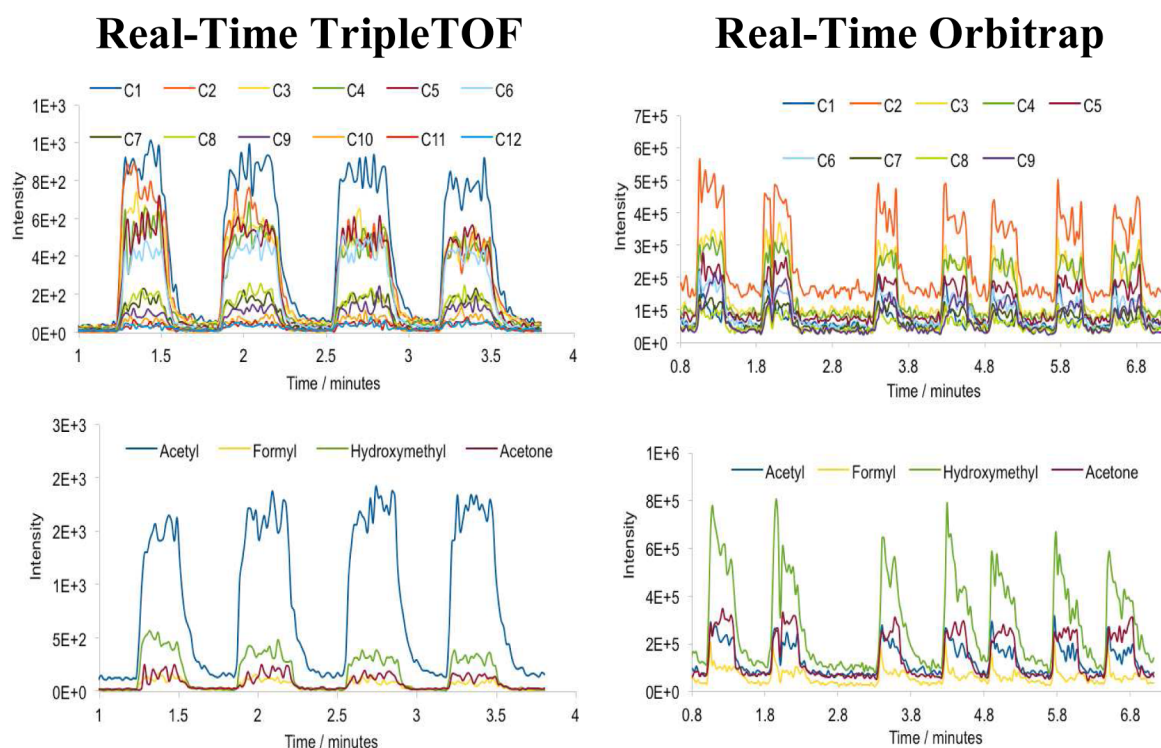 Real-Time TripleTOF
Real-Time Orbitrap
C1 C2 C3 C4 C5 C6
C7 C8 C9 C10 C11 C12
1E+3
1E+3
8E+2
6E+2
4E+2
2E+2
0E+0
Intensity
1 1.5 2 2.5 3 3.5 4
Time / minutes
C1 C2 C3 C4 C5
C6 C7 C8 C9
7E+5
6E+5
5E+5
4E+5
3E+5
2E+5
1E+5
0E+0
Intensity
0.8 1.8 2.8 3.8 4.8 5.8 6.8
Time / minutes
Acetyl Formyl Hydroxymethyl Acetone
3E+3
2E+3
2E+3
1E+3
5E+2
0E+0
Intensity
1 1.5 2 2.5 3 3.5 4
Time / minutes
Acetyl Formyl Hydroxymethyl Acetone
1E+6
8E+5
6E+5
4E+5
2E+5
0E+0
Intensity
0.8 1.8 2.8 3.8 4.8 5.8 6.8
Time / minutes